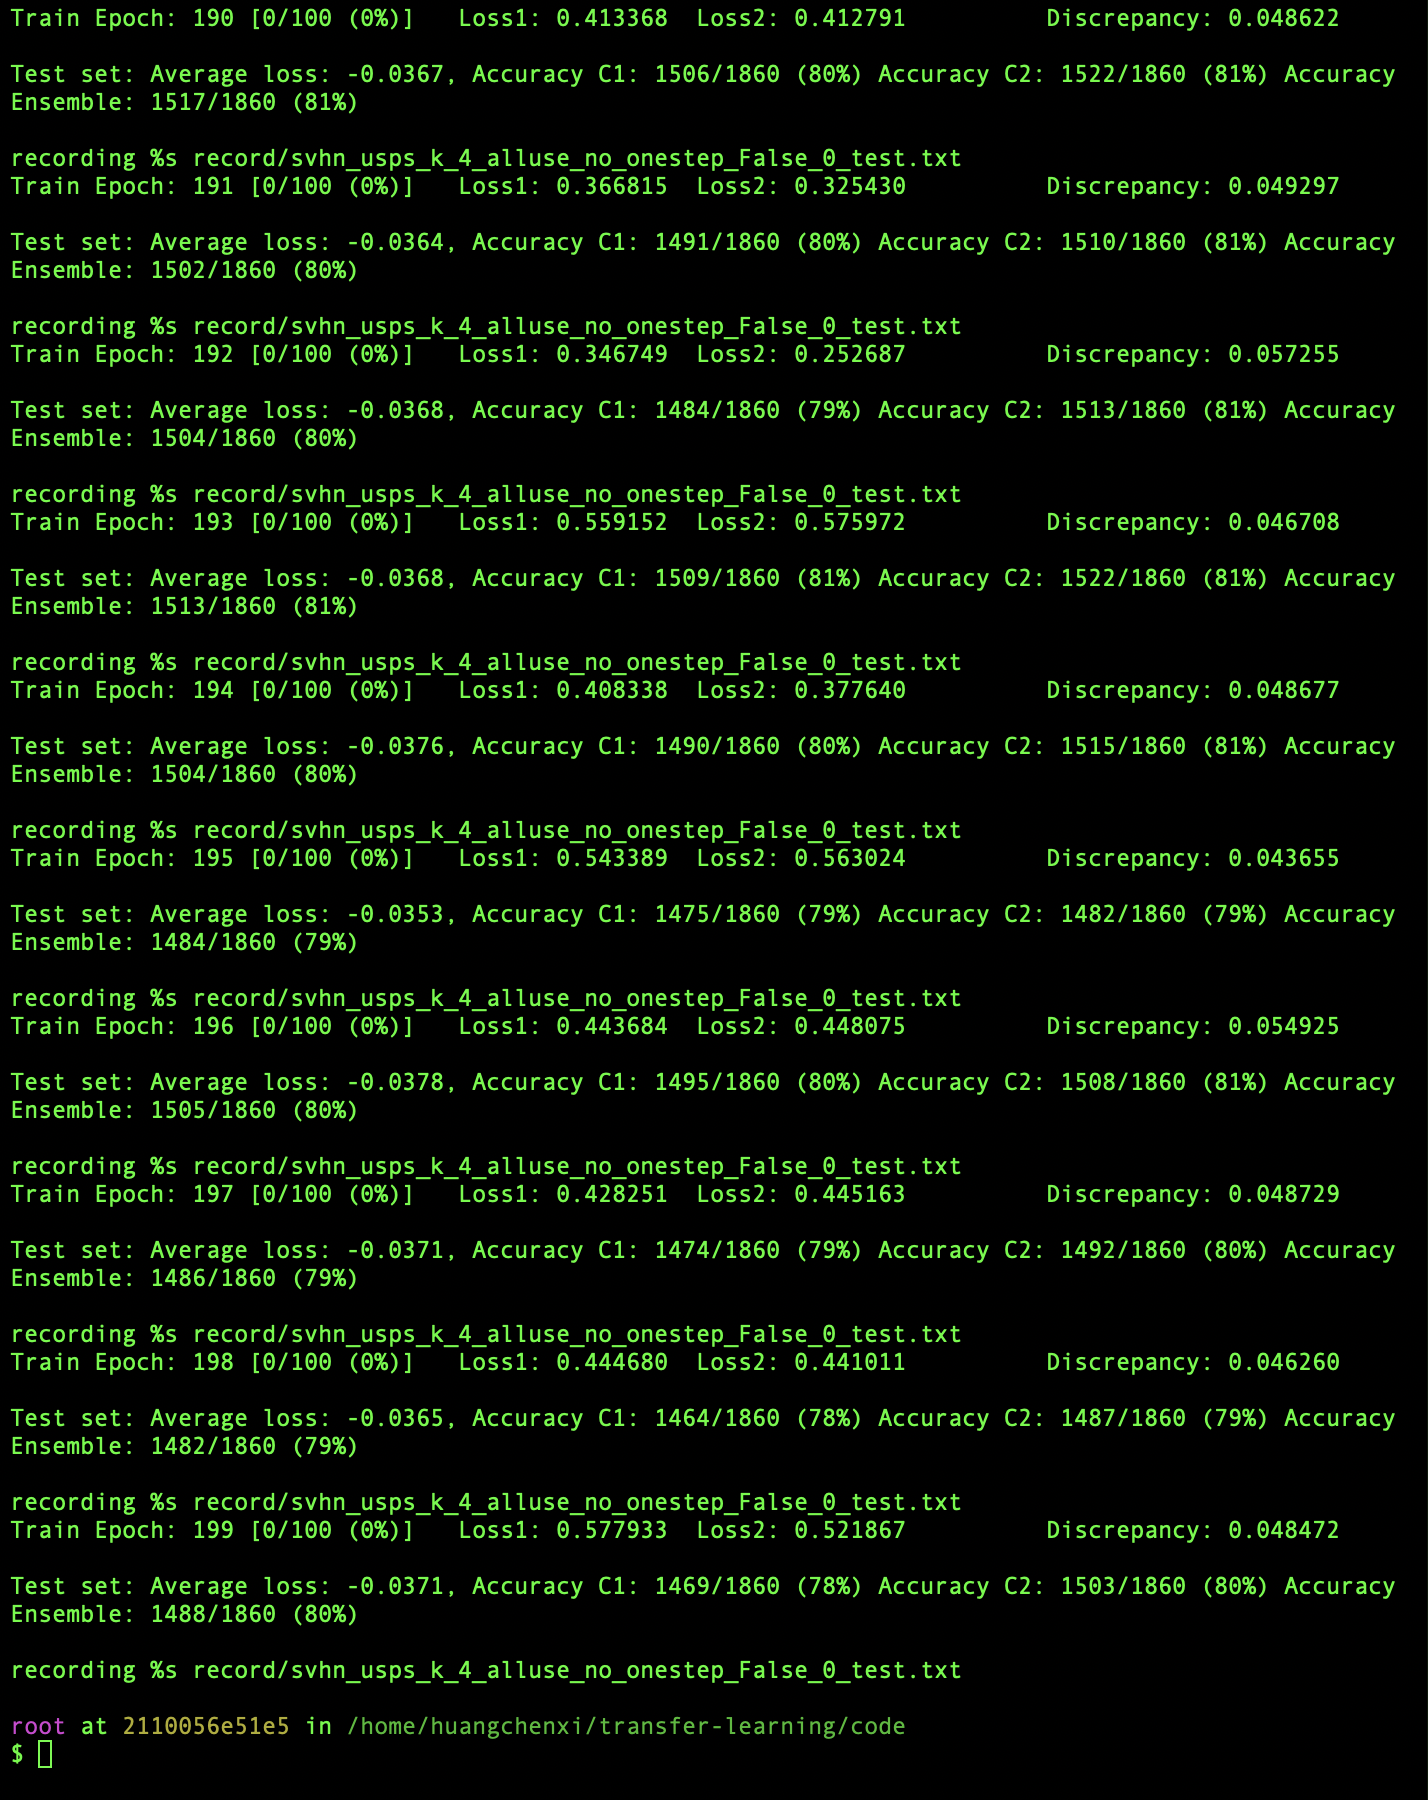 Train Epoch: 190 [0/100 (0%)]   Loss1: 0.413368  Loss2: 0.412791          Discrepancy: 0.048622
Test set: Average loss: -0.0367, Accuracy C1: 1506/1860 (80%) Accuracy C2: 1522/1860 (81%) Accuracy
Ensemble: 1517/1860 (81%)
recording %s record/svhn_usps_k_4_alluse_no_onestep_False_0_test.txt
Train Epoch: 191 [0/100 (0%)]   Loss1: 0.366815  Loss2: 0.325430          Discrepancy: 0.049297
Test set: Average loss: -0.0364, Accuracy C1: 1491/1860 (80%) Accuracy C2: 1510/1860 (81%) Accuracy
Ensemble: 1502/1860 (80%)
recording %s record/svhn_usps_k_4_alluse_no_onestep_False_0_test.txt
Train Epoch: 192 [0/100 (0%)]   Loss1: 0.346749  Loss2: 0.252687          Discrepancy: 0.057255
Test set: Average loss: -0.0368, Accuracy C1: 1484/1860 (79%) Accuracy C2: 1513/1860 (81%) Accuracy
Ensemble: 1504/1860 (80%)
recording %s record/svhn_usps_k_4_alluse_no_onestep_False_0_test.txt
Train Epoch: 193 [0/100 (0%)]   Loss1: 0.559152  Loss2: 0.575972          Discrepancy: 0.046708
Test set: Average loss: -0.0368, Accuracy C1: 1509/1860 (81%) Accuracy C2: 1522/1860 (81%) Accuracy
Ensemble: 1513/1860 (81%)
recording %s record/svhn_usps_k_4_alluse_no_onestep_False_0_test.txt
Train Epoch: 194 [0/100 (0%)]   Loss1: 0.408338  Loss2: 0.377640          Discrepancy: 0.048677
Test set: Average loss: -0.0376, Accuracy C1: 1490/1860 (80%) Accuracy C2: 1515/1860 (81%) Accuracy
Ensemble: 1504/1860 (80%)
recording %s record/svhn_usps_k_4_alluse_no_onestep_False_0_test.txt
Train Epoch: 195 [0/100 (0%)]   Loss1: 0.543389  Loss2: 0.563024          Discrepancy: 0.043655
Test set: Average loss: -0.0353, Accuracy C1: 1475/1860 (79%) Accuracy C2: 1482/1860 (79%) Accuracy
Ensemble: 1484/1860 (79%)
recording %s record/svhn_usps_k_4_alluse_no_onestep_False_0_test.txt
Train Epoch: 196 [0/100 (0%)]   Loss1: 0.443684  Loss2: 0.448075          Discrepancy: 0.054925
Test set: Average loss: -0.0378, Accuracy C1: 1495/1860 (80%) Accuracy C2: 1508/1860 (81%) Accuracy
Ensemble: 1505/1860 (80%)
recording %s record/svhn_usps_k_4_alluse_no_onestep_False_0_test.txt
Train Epoch: 197 [0/100 (0%)]   Loss1: 0.428251  Loss2: 0.445163          Discrepancy: 0.048729
Test set: Average loss: -0.0371, Accuracy C1: 1474/1860 (79%) Accuracy C2: 1492/1860 (80%) Accuracy
Ensemble: 1486/1860 (79%)
recording %s record/svhn_usps_k_4_alluse_no_onestep_False_0_test.txt
Train Epoch: 198 [0/100 (0%)]   Loss1: 0.444680  Loss2: 0.441011          Discrepancy: 0.046260
Test set: Average loss: -0.0365, Accuracy C1: 1464/1860 (78%) Accuracy C2: 1487/1860 (79%) Accuracy
Ensemble: 1482/1860 (79%)
recording %s record/svhn_usps_k_4_alluse_no_onestep_False_0_test.txt
Train Epoch: 199 [0/100 (0%)]   Loss1: 0.577933  Loss2: 0.521867          Discrepancy: 0.048472
Test set: Average loss: -0.0371, Accuracy C1: 1469/1860 (78%) Accuracy C2: 1503/1860 (80%) Accuracy
Ensemble: 1488/1860 (80%)
recording %s record/svhn_usps_k_4_alluse_no_onestep_False_0_test.txt
root at 2110056e51e5 in /home/huangchenxi/transfer-learning/code
$